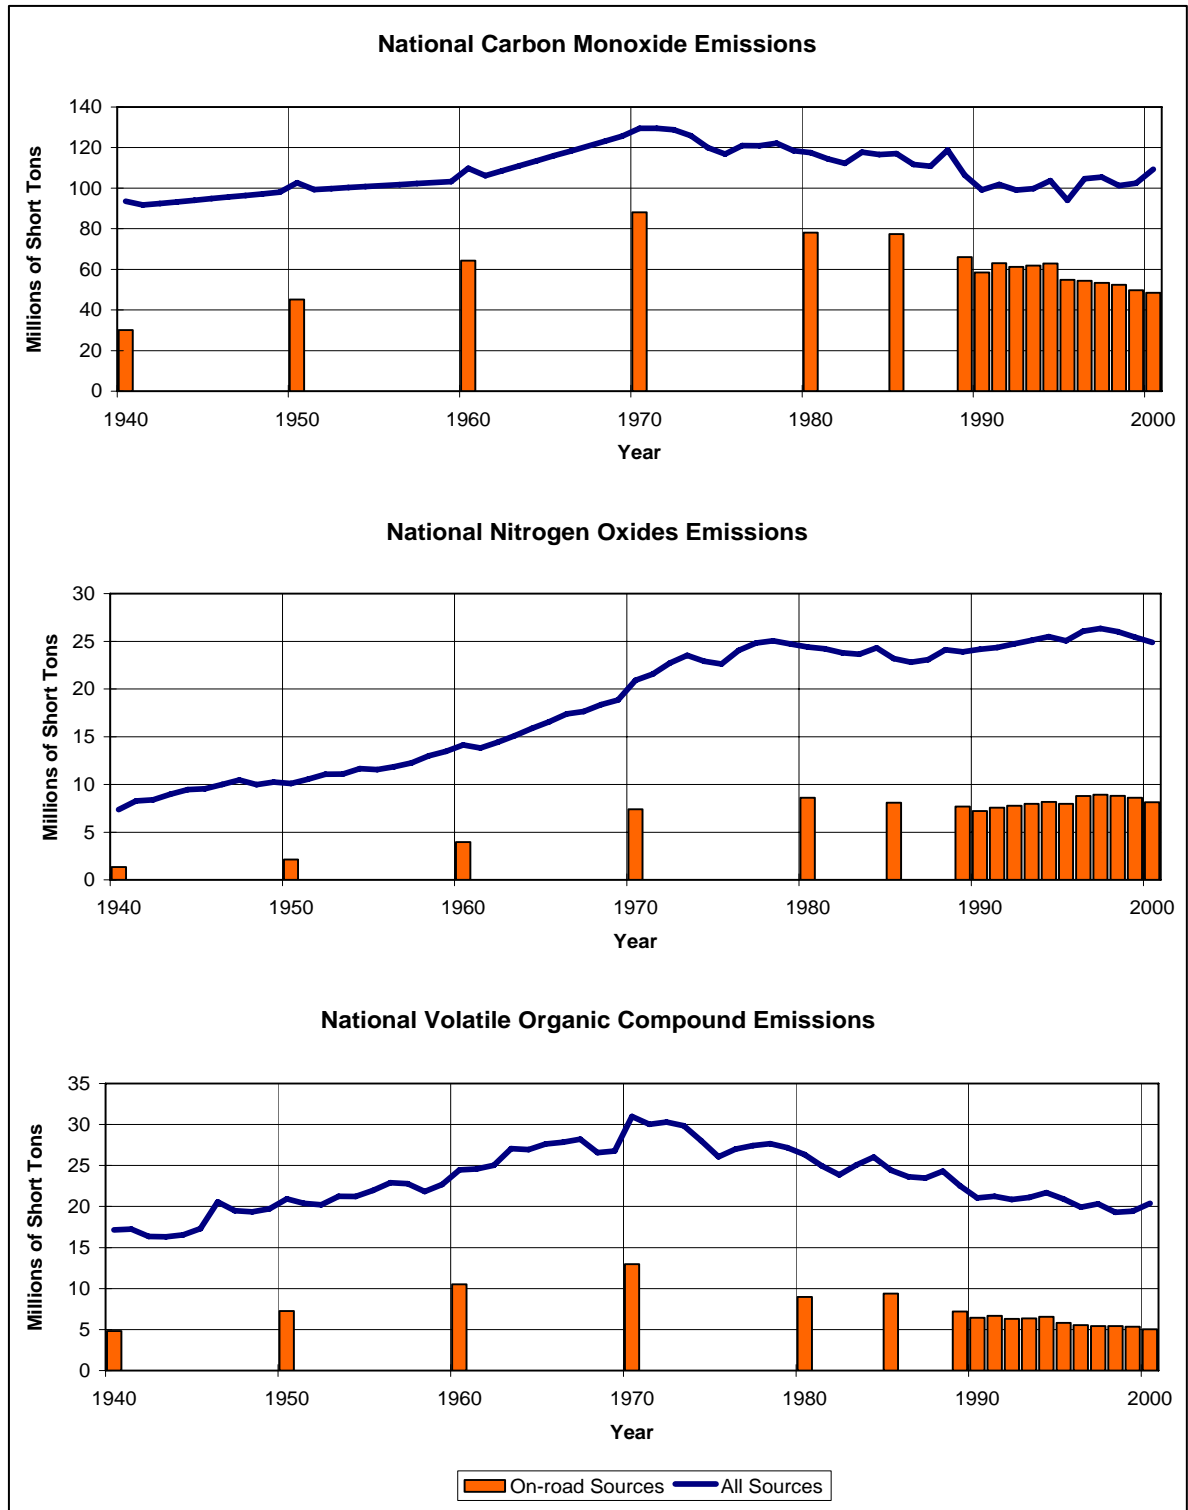 National Carbon Monoxide Emissions
140
120
100
80
60
40
20
0
Millions of Short Tons
1940 1950 1960 1970 1980 1990 2000
Year
National Nitrogen Oxides Emissions
30
25
20
15
10
5
0
Millions of Short Tons
1940 1950 1960 1970 1980 1990 2000
Year
National Volatile Organic Compound Emissions
35
30
25
20
15
10
5
0
Millions of Short Tons
1940 1950 1960 1970 1980 1990 2000
Year
On-road Sources All Sources